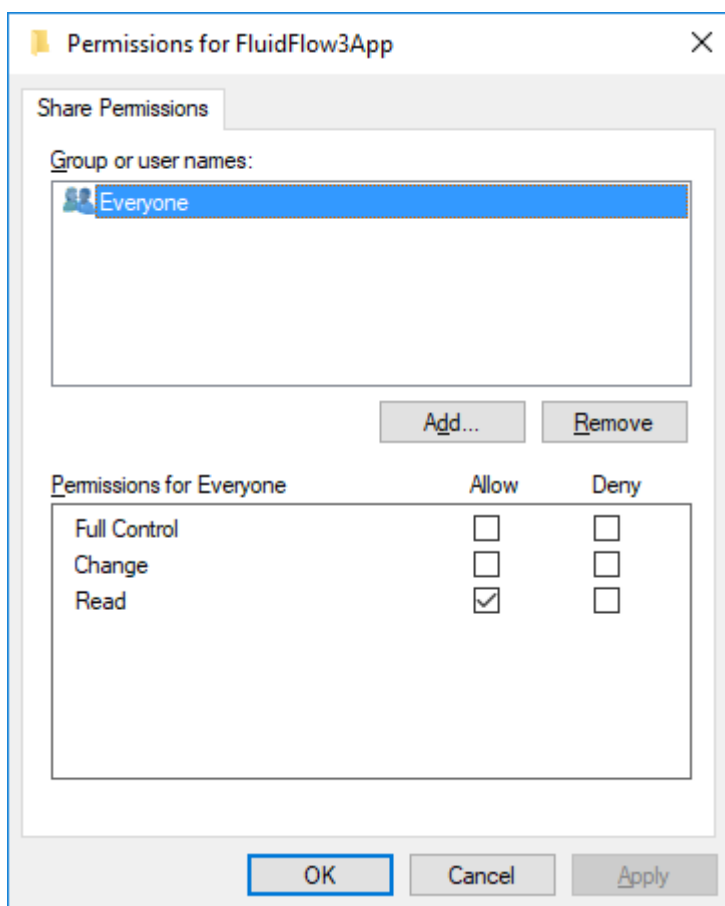 Permissions for FluidFlow3App
Share Permissions
Group or user names:
Everyone
Add... Remove
Permissions for Everyone Allow Deny
Full Control
Change
Read
OK Cancel Apply